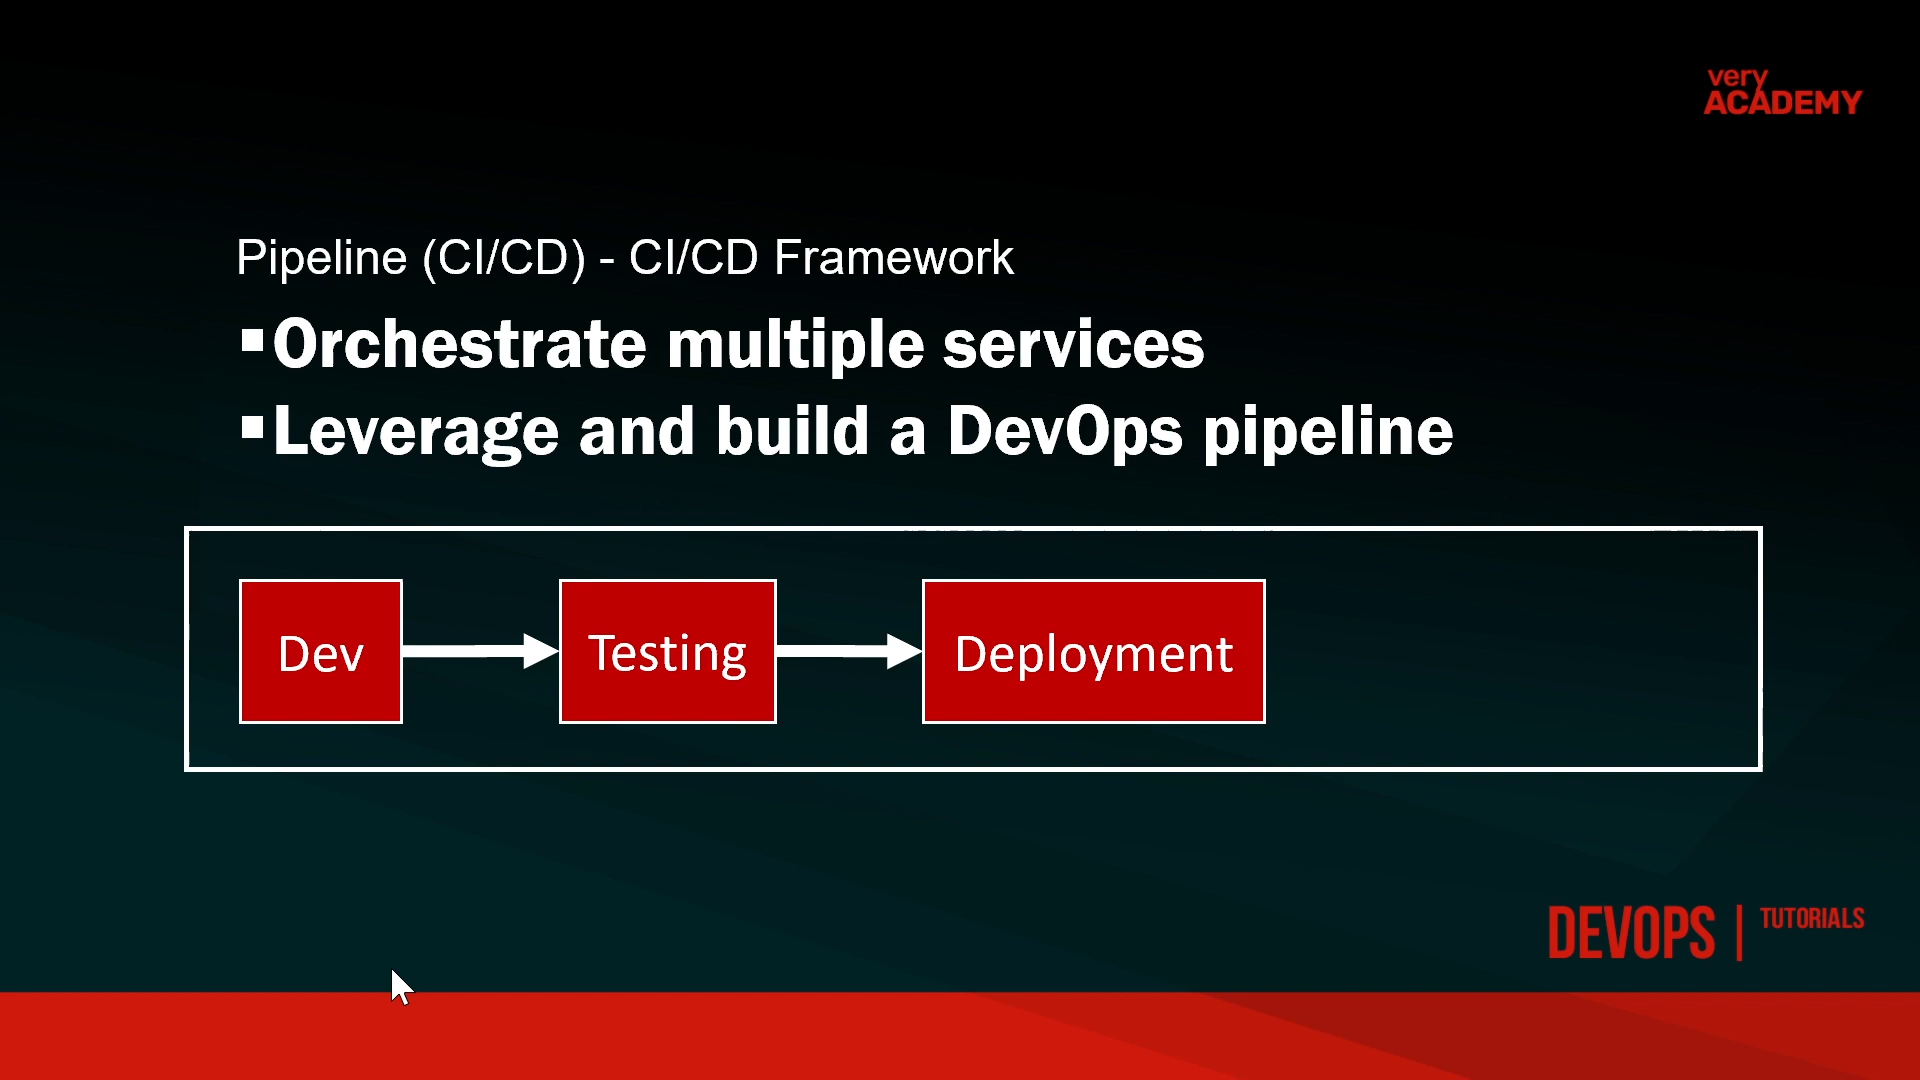 very
ACADEMY
Pipeline (CI/CD) - CI/CD Framework
▪Orchestrate multiple services
▪Leverage and build a DevOps pipeline
Dev
Testing
Deployment
DEVOPS | TUTORIALS